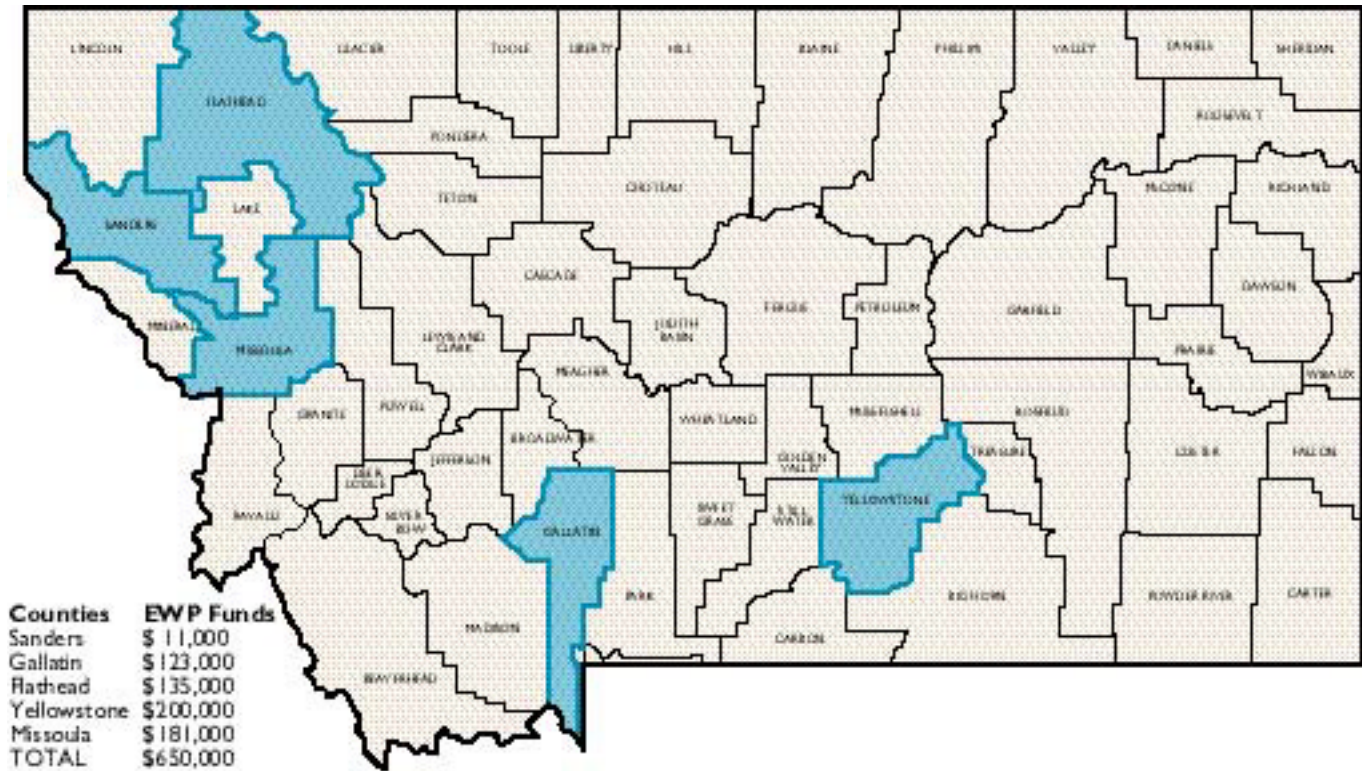 LINCOLN
GLACIER
TOOLE
LIBERTY
HILL
BLAINE
PHILLIPS
VALLEY
DANIELS
SHERIDAN
FLATHEAD
PONDERA
ROOSEVELT
TETON
CHOTEAU
MCCONE
RICHLAND
SANDERS
LAKE
CASCADE
FERGUS
PETROLEUM
GARFIELD
DAWSON
MINERAL
MISSOULA
LEWIS AND
CLARK
JUDITH
BASIN
PRAIRIE
MEAGHER
WIBAUX
GRANITE
POWELL
WHEATLAND
MUSSELSHELL
ROSEBUD
BROADWATER
JEFFERSON
GOLDEN
VALLEY
TREASURE
CUSTER
FALLON
DEER
LODGE
RAVALLI
SILVER
BOW
GALLATIN
SWEET
GRASS
STILL
WATER
YELLOWSTONE
PARK
BIG HORN
POWDER RIVER
CARTER
MADISON
CARBON
BEAVERHEAD
Counties EWP Funds
Sanders $ 11,000
Gallatin $123,000
Flathead $135,000
Yellowstone $200,000
Missoula $181,000
TOTAL $650,000